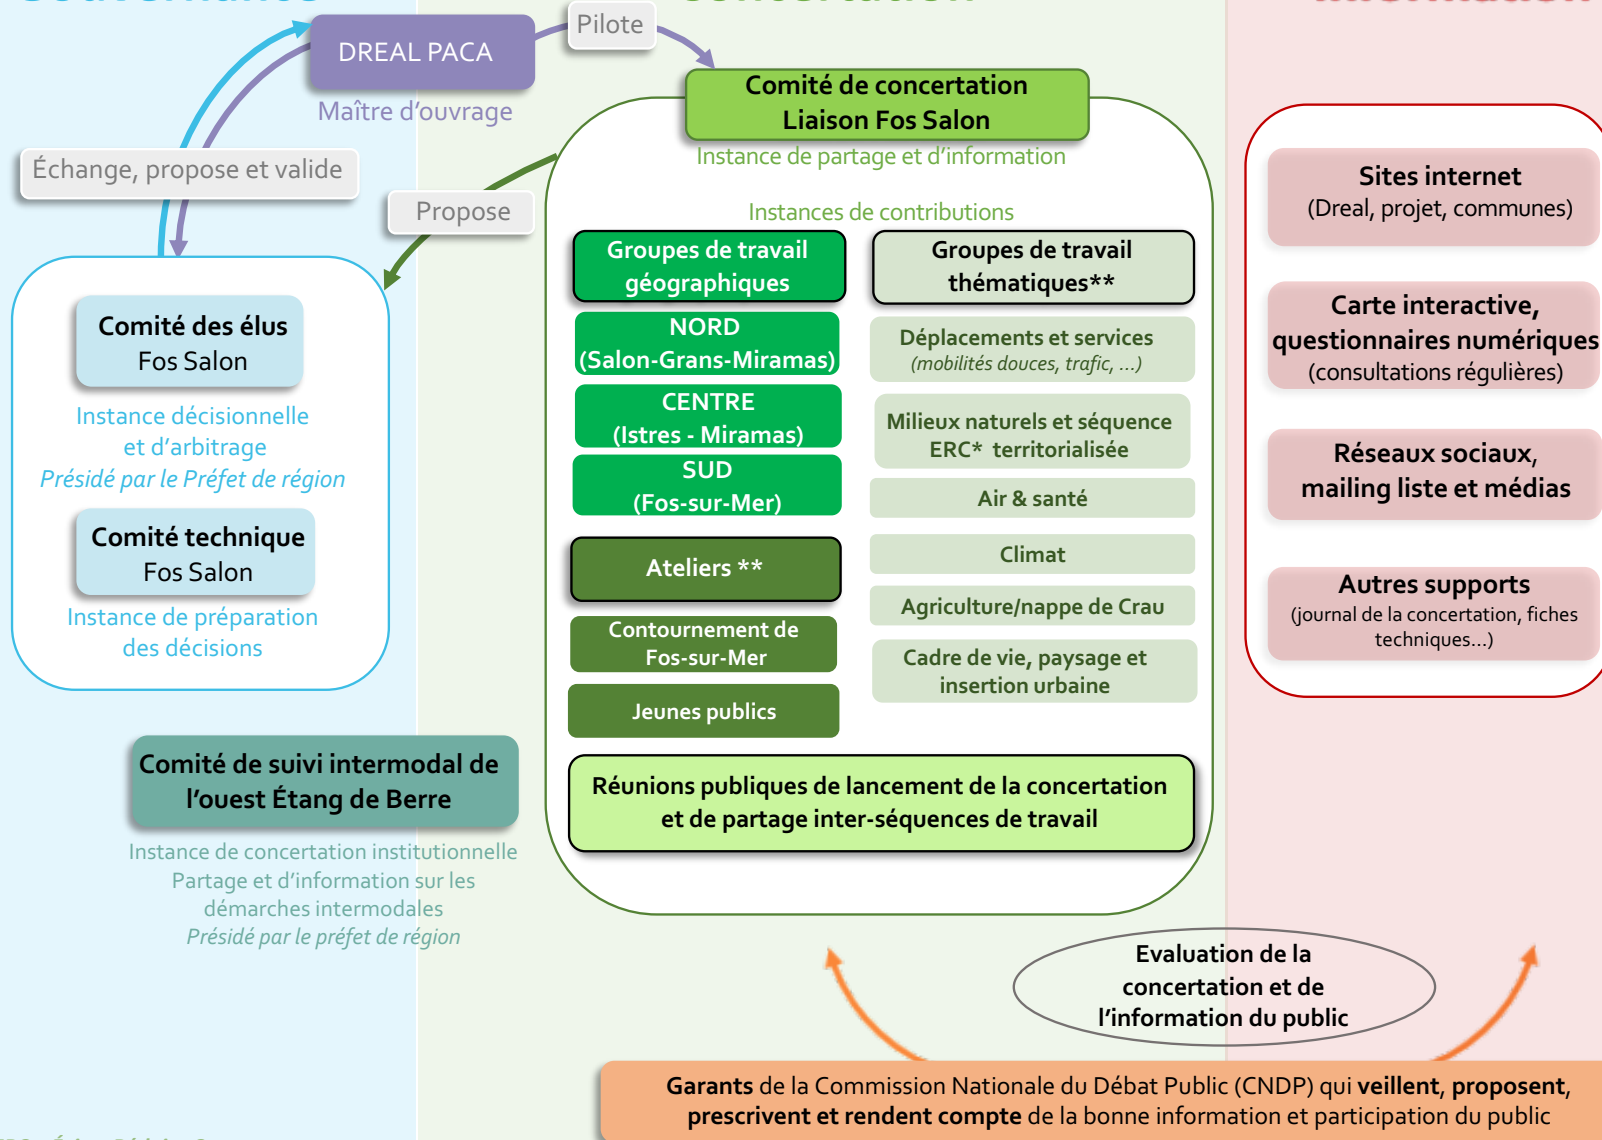 Gouvernance
Concertation
Information
DREAL PACA
Maître d'ouvrage
Pilote
Échange, propose et valide
Propose
Comité des élus
Fos Salon
Instance décisionnelle
et d'arbitrage
Présidé par le Préfet de région
Comité technique
Fos Salon
Instance de préparation
des décisions
Comité de suivi intermodal de
l'ouest Étang de Berre
Instance de concertation institutionnelle
Partage et d'information sur les
démarches intermodales
Présidé par le préfet de région
Comité de concertation
Liaison Fos Salon
Instance de partage et d'information
Instances de contributions
Groupes de travail
géographiques
NORD
(Salon-Grans-Miramas)
CENTRE
(Istres - Miramas)
SUD
(Fos-sur-Mer)
Ateliers **
Contournement de
Fos-sur-Mer
Jeunes publics
Groupes de travail
thématiques**
Déplacements et services
(mobilités douces, trafic, ...)
Milieux naturels et séquence
ERC* territorialisée
Air & santé
Climat
Agriculture/nappe de Crau
Cadre de vie, paysage et
insertion urbaine
Réunions publiques de lancement de la concertation
et de partage inter-séquences de travail
Sites internet
(Dreal, projet, communes)
Carte interactive,
questionnaires numériques
(consultations régulières)
Réseaux sociaux,
mailing liste et médias
Autres supports
(journal de la concertation, fiches
techniques...)
Evaluation de la
concertation et de
l'information du public
Garants de la Commission Nationale du Débat Public (CNDP) qui veillent, proposent,
prescrivent et rendent compte de la bonne information et participation du public